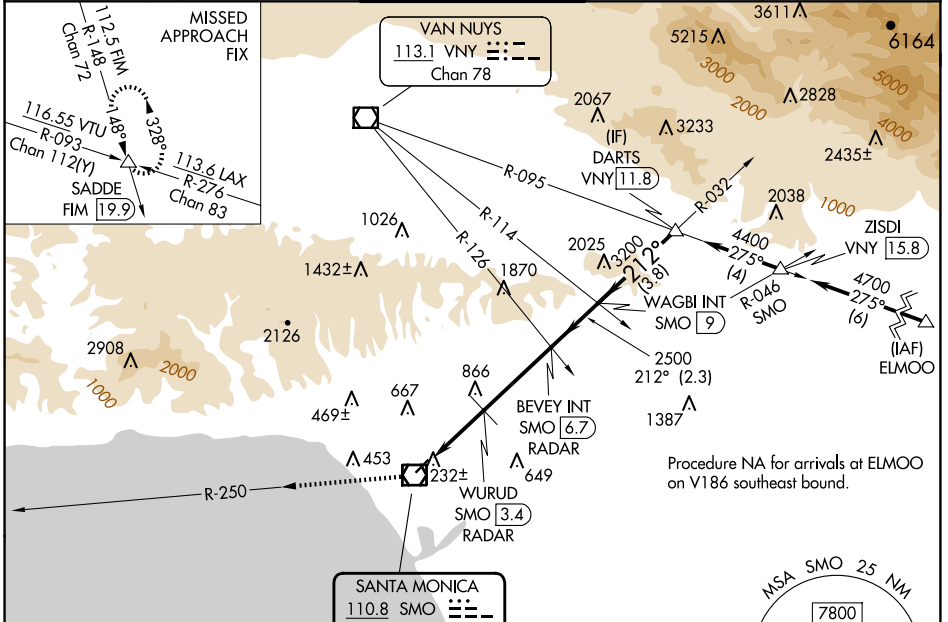 MISSED
APPROACH
FIX
112.5 FIM
R-148
Chan 72
148°
328°
116.55 VTU
R-093
Chan 112(Y)
113.6 LAX
R-276
Chan 83
SADDE
FIM 19.9
VAN NUYS
113.1 VNY
Chan 78
3611
5215
6164
3000
2000
5000
4000
2828
2067
3233
2435±
(IF)
DARTS
VNY 11.8
R-095
R-032
2038
1000
ZISDI
VNY 15.8
R-114
R-126
1026
1432±
1870
2025
3200
212°
(3.8)
4400
275°
(4)
R-046
SMO
4700
275°
(6)
(IAF)
ELMOO
WAGBI INT
SMO 9
2126
2908
2000
1000
2500
212° (2.3)
866
667
469±
BEVEY INT
SMO 6.7
RADAR
1387
453
232±
649
WURUD
SMO 3.4
RADAR
Procedure NA for arrivals at ELMOO
on V186 southeast bound.
R-250
SANTA MONICA
110.8 SMO
MSA SMO 25 NM
7800